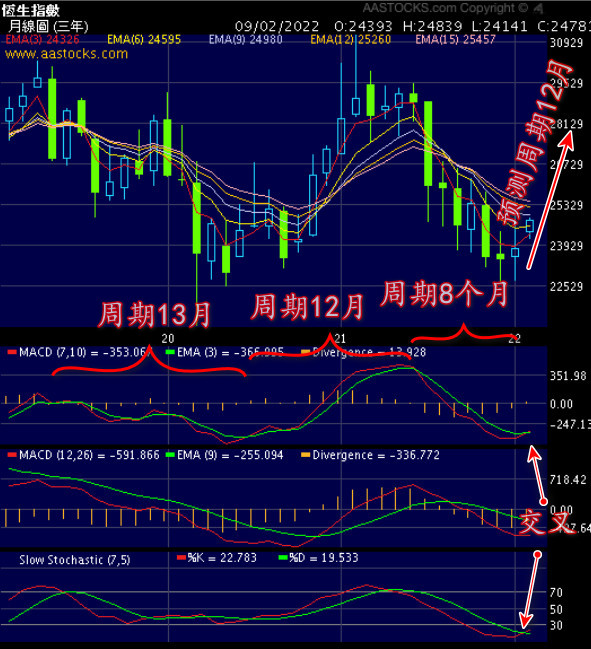 恆生指數
AASTOCKS.com Copyright ©
月線圖 (三年)
09/02/2022 O:24393 H:24839 L:24141 C:24781
EMA(3) 24326 EMA(6) 24595 EMA(9) 24980 EMA(12) 25260 EMA(15) 25457
www.aastocks.com
30929
29529
28129
26729
25329
23929
22529
预测周期12月
周期13月
周期12月
周期8个月
20
21
22
MACD (7,10) = -353.06
EMA (3) = -366.985
Divergence = 13.928
351.98
0.00
-247.13
MACD (12,26) = -591.866
EMA (9) = -255.094
Divergence = -336.772
718.42
0.00
交叉
Slow Stochastic (7,5)
%K = 22.783
%D = 19.533
70
50
30